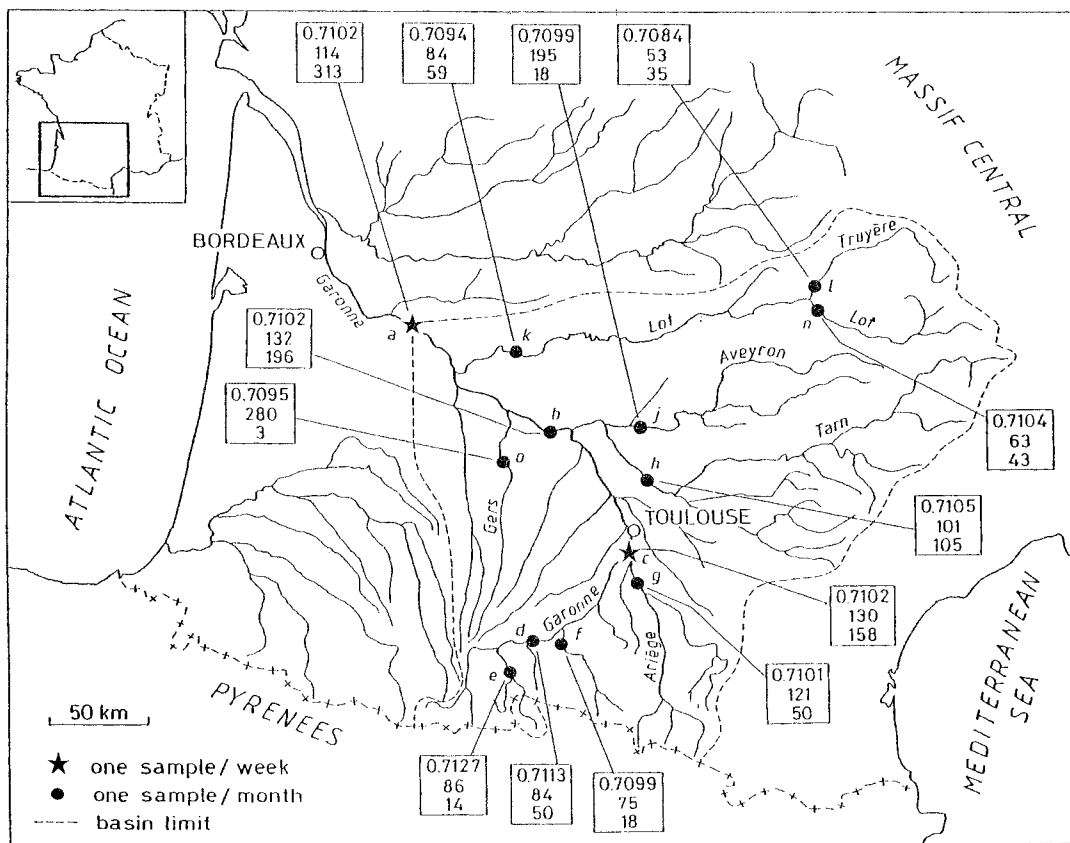 0.7102
114
313
0.7094
84
59
0.7099
195
18
0.7084
53
35
MASSIF CENTRAL
BORDEAUX
Garonne
Truyère
l
n
Lot
Lot
a
k
Aveyron
0.7102
132
196
0.7095
280
3
b
j
Tarn
0.7104
63
43
o
h
Gers
ATLANTIC OCEAN
TOULOUSE
0.7105
101
105
c
g
Garonne
d
f
e
Ariège
0.7102
130
158
0.7101
121
50
MEDITERRANEAN
SEA
PYRENEES
50 km
0.7127
86
14
0.7113
84
50
0.7099
75
18
one sample/week
one sample/month
basin limit